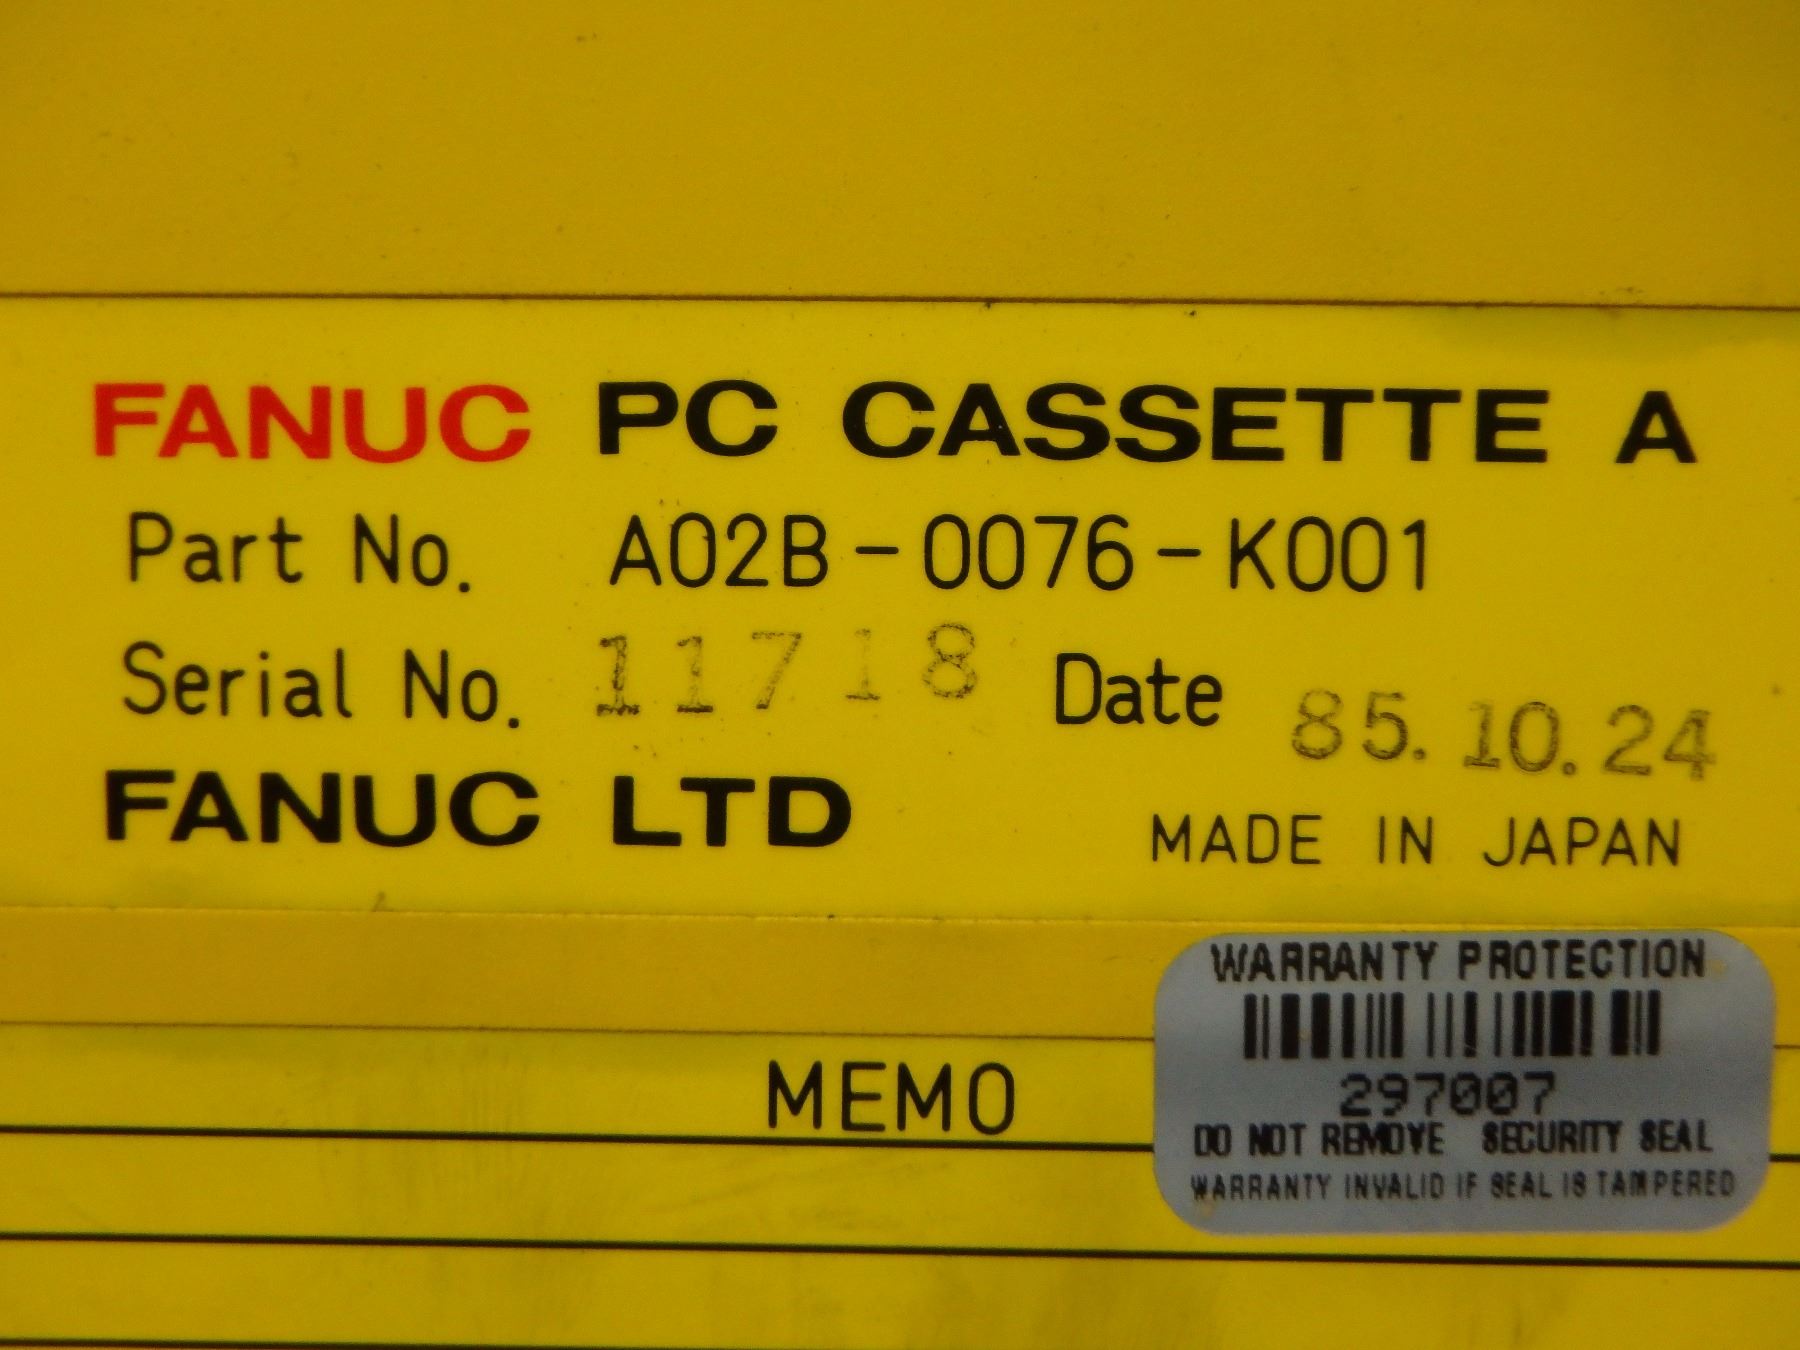 FANUC PC CASSETTE A
Part No. A02B-0076-K001
Serial No. 11718 Date 85.10.24
FANUC LTD MADE IN JAPAN
MEMO
WARRANTY PROTECTION
297007
DO NOT REMOVE SECURITY SEAL
WARRANTY INVALID IF SEAL IS TAMPERED